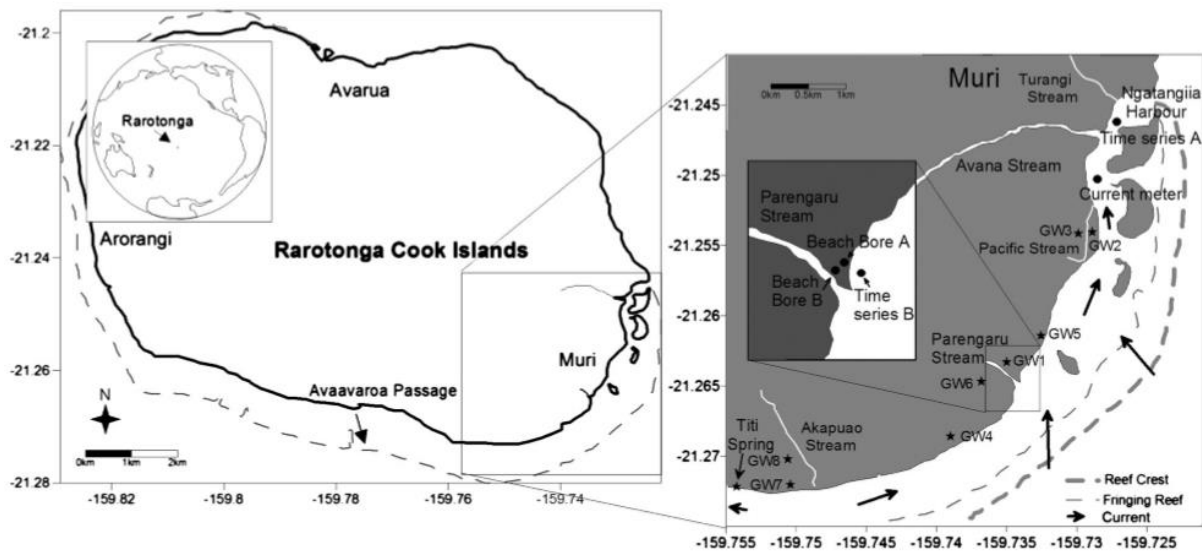 -21.2
-21.22
-21.24
-21.26
-21.28
-159.82
-159.8
-159.78
-159.76
-159.74
Rarotonga
Avarua
Arorangi
Rarotonga Cook Islands
Muri
Avaavaroa Passage
N
0km
1km
2km
-21.245
-21.25
-21.255
-21.26
-21.265
-21.27
-159.755
-159.75
-159.745
-159.74
-159.735
-159.73
-159.725
0km
0.5km
1km
Muri
Turangi
Stream
Ngatangiia
Harbour
Time series A
Avana Stream
Current meter
GW3
Pacific Stream
GW2
Parengaru
Stream
Beach Bore A
Beach
Bore B
Time
series B
GW5
Parengaru
Stream
GW1
GW6
GW4
Titi
Spring
Akapuao
Stream
GW8
GW7
Reef Crest
Fringing Reef
Current